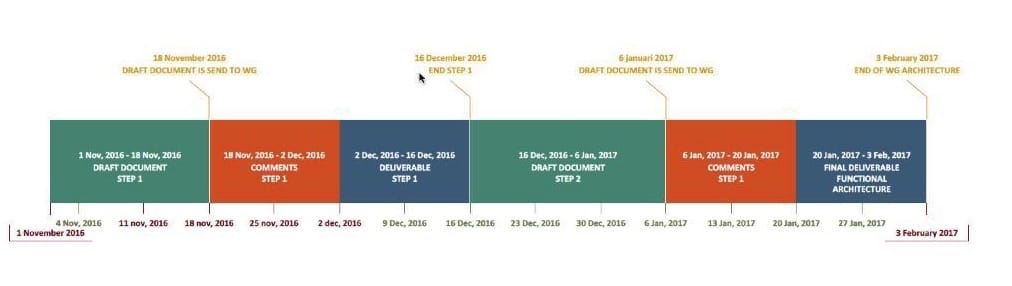 18 November 2016
DRAFT DOCUMENT IS SEND TO WG
16 December 2016
END STEP 1
6 januari 2017
DRAFT DOCUMENT IS SEND TO WG
3 February 2017
END OF WG ARCHITECTURE
1 Nov, 2016 - 18 Nov, 2016
DRAFT DOCUMENT
STEP 1
18 Nov, 2016 - 2 Dec, 2016
COMMENTS
STEP 1
2 Dec, 2016 - 16 Dec, 2016
DELIVERABLE
STEP 1
16 Dec, 2016 - 6 Jan, 2017
DRAFT DOCUMENT
STEP 2
6 Jan, 2017 - 20 Jan, 2017
COMMENTS
STEP 1
20 Jan, 2017 - 3 Feb, 2017
FINAL DELIVERABLE
FUNCTIONAL
ARCHITECTURE
4 Nov, 2016
11 nov, 2016
18 nov, 2016
25 nov, 2016
2 dec, 2016
9 Dec, 2016
16 Dec, 2016
23 Dec, 2016
30 Dec, 2016
6 Jan, 2017
13 Jan, 2017
20 Jan, 2017
27 Jan, 2017
1 November 2016
3 February 2017